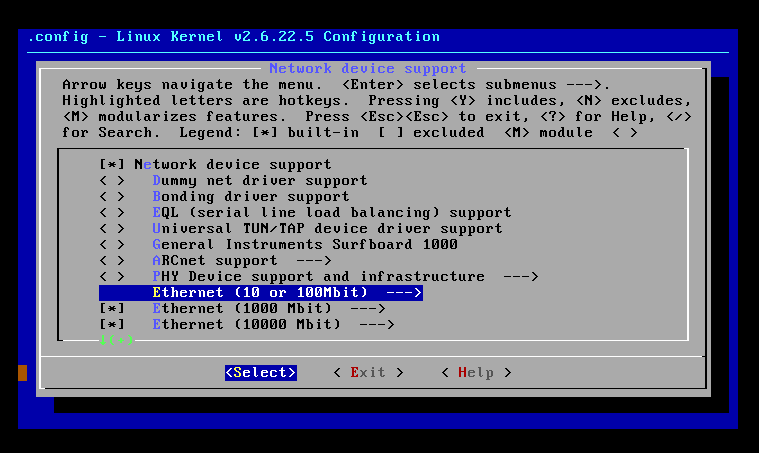 .config - Linux Kernel v2.6.22.5 Configuration
Network device support
Arrow keys navigate the menu.  <Enter> selects submenus --->.
Highlighted letters are hotkeys.  Pressing <Y> includes, <N> excludes,
<M> modularizes features.  Press <Esc><Esc> to exit, <?> for Help, </>
for Search.  Legend: [*] built-in  [ ] excluded  <M> module  < >
[*] Network device support
< >   Dummy net driver support
< >   Bonding driver support
< >   EQL (serial line load balancing) support
< >   Universal TUN/TAP device driver support
< >   General Instruments Surfboard 1000
< >   ARCnet support  --->
< >   PHY Device support and infrastructure  --->
Ethernet (10 or 100Mbit)  --->
[*]   Ethernet (1000 Mbit)  --->
[*]   Ethernet (10000 Mbit)  --->
↓(+)
<Select>    < Exit >    < Help >